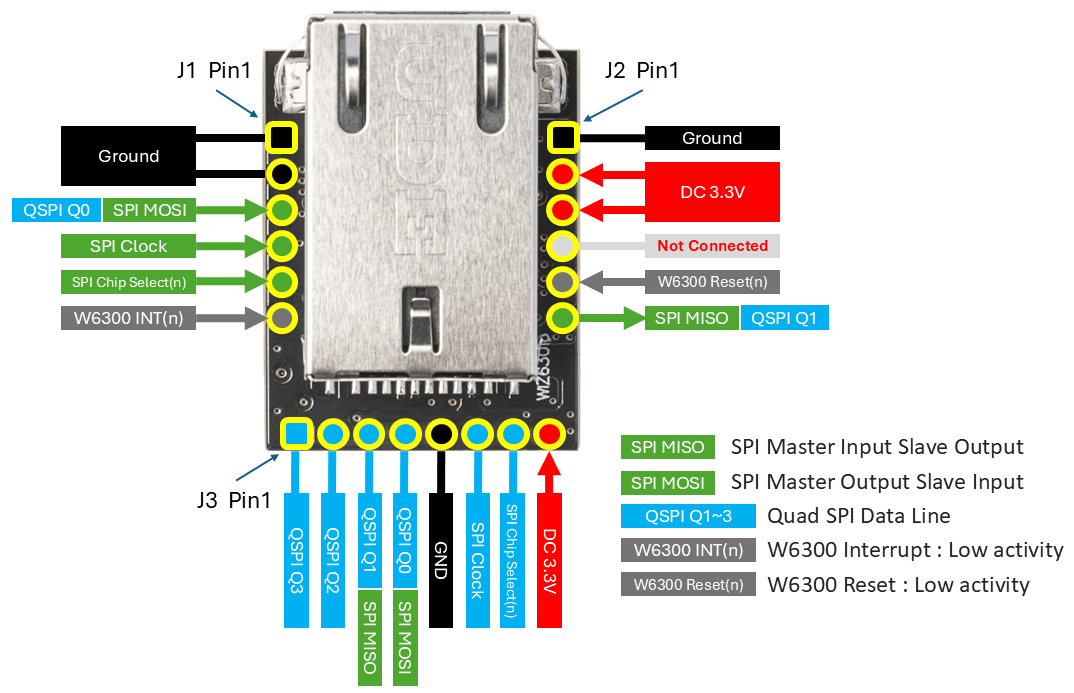 J1 Pin1
J2 Pin1
Ground
Ground
DC 3.3V
QSPI Q0 SPI MOSI
SPI Clock
Not Connected
SPI Chip Select(n)
W6300 Reset(n)
W6300 INT(n)
SPI MISO QSPI Q1
J3 Pin1
QSPI Q3
QSPI Q2
QSPI Q1 SPI MISO
QSPI Q0 SPI MOSI
GND
SPI Clock
SPI Chip Select(n)
DC 3.3V
SPI MISO SPI Master Input Slave Output
SPI MOSI SPI Master Output Slave Input
QSPI Q1~3 Quad SPI Data Line
W6300 INT(n) W6300 Interrupt : Low activity
W6300 Reset(n) W6300 Reset : Low activity